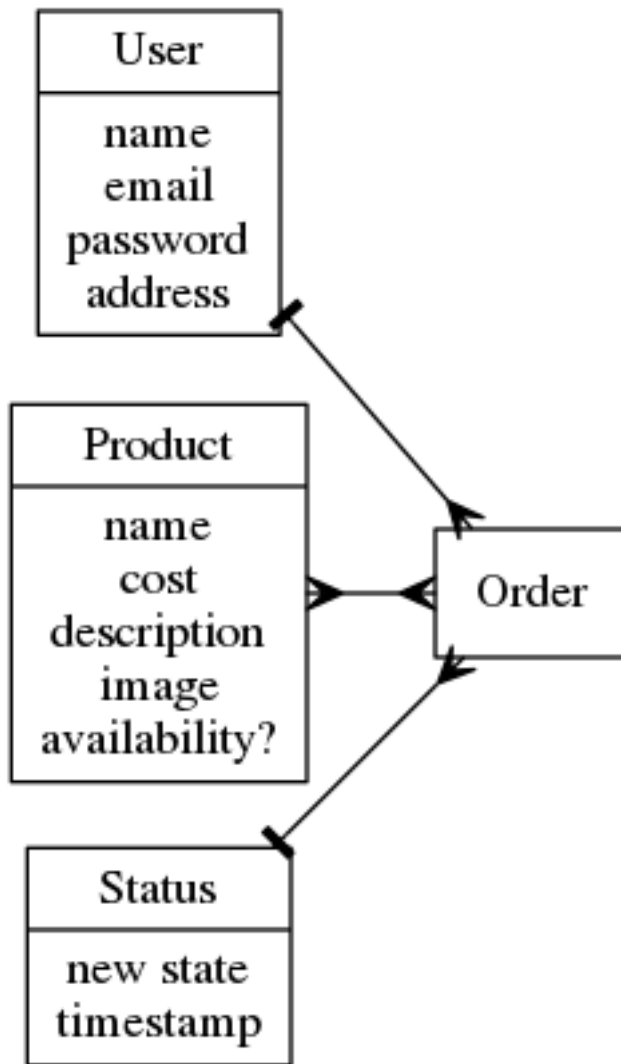 User
name
email
password
address
Product
name
cost
description
image
availability?
Order
Status
new state
timestamp